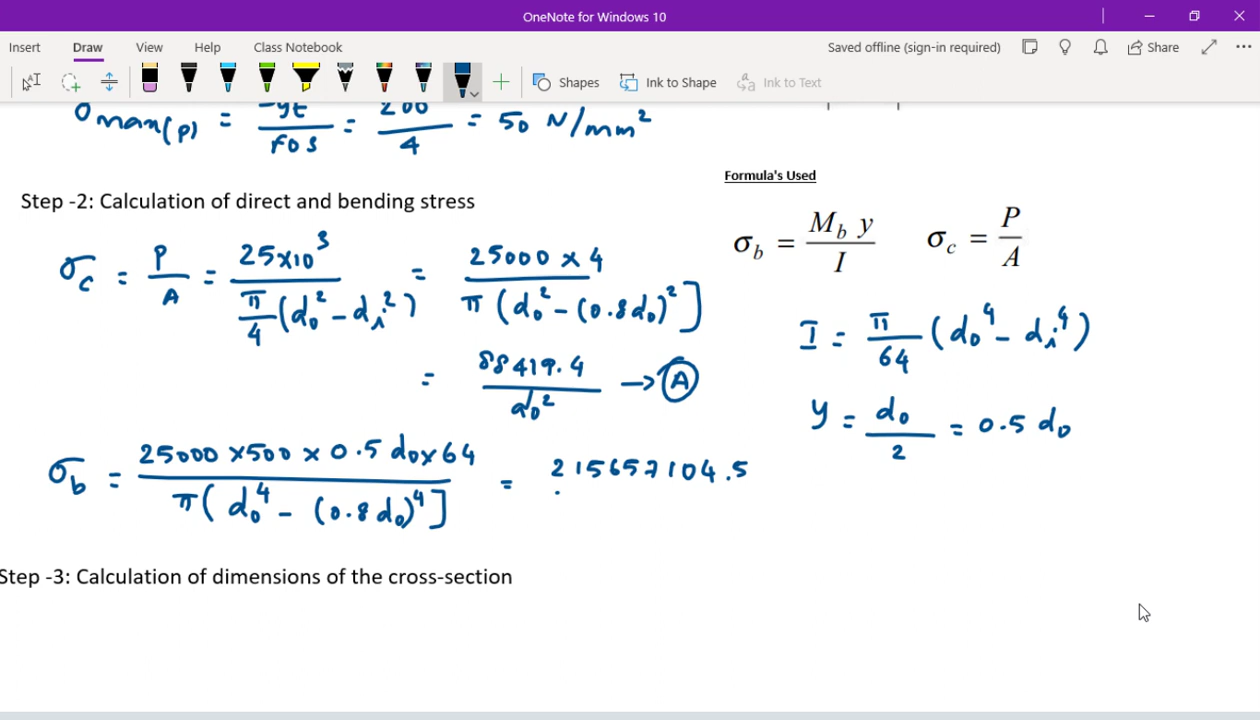 OneNote for Windows 10
Insert Draw View Help Class Notebook Saved offline (sign-in required) Share
Shapes Ink to Shape Ink to Text
σmax(p) = -yt / fos = 200 / 4 = 50 N/mm²
Formula's Used
Step -2: Calculation of direct and bending stress
σb = Mb y / I σc = P / A
σc = P / A = 25×10³ / π/4 (do² - di²) = 25000 × 4 / π (do² - (0.8do)²]
I = π / 64 (do⁴ - di⁴)
= 88419.4 / do² → A
y = do / 2 = 0.5 do
σb = 25000 ×500 × 0.5 do× 64 / π( do⁴ - (0.8 do)⁴] = 215657104.5
Step -3: Calculation of dimensions of the cross-section